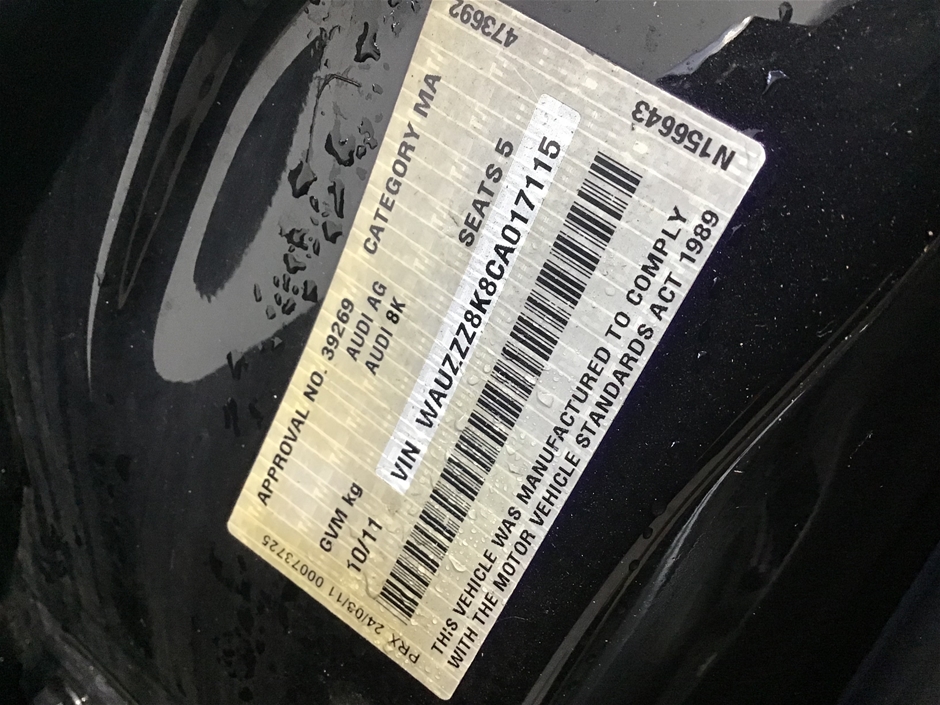 473692
APPROVAL NO. 39269 CATEGORY MA
AUDI AG
AUDI 8K
GVM kg SEATS 5
10/11
VIN WAUZZZ8K8CA017115
THIS VEHICLE WAS MANUFACTURED TO COMPLY
WITH THE MOTOR VEHICLE STANDARDS ACT 1989
N156643
PRX 24/03/11 00073725